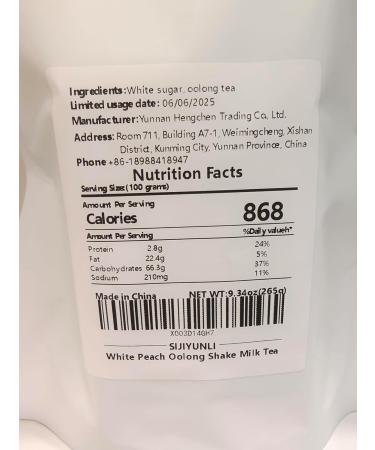 Ingredients:White sugar, oolong tea
Limited usage date: 06/06/2025
Manufacturer:Yunnan Hengchen Trading Co, Ltd.
Address: Room 711, Building A7-1, Weimingcheng, Xishan
District, Kunming City, Yunnan Province, China
Phone +86-18988418947
Nutrition Facts
Serving Size:(100 grams)
Amount Per Serving
Calories 868
Amount Per Serving %Daily valueh*
Protein 2.8g 24%
Fat 22.4g 5%
Carbohydrates 66.3g 37%
Sodium 210mg 11%
Made in China NET WT:9.34oz(265g)
X003D14GH7
SIJIYUNLI
White Peach Oolong Shake Milk Tea